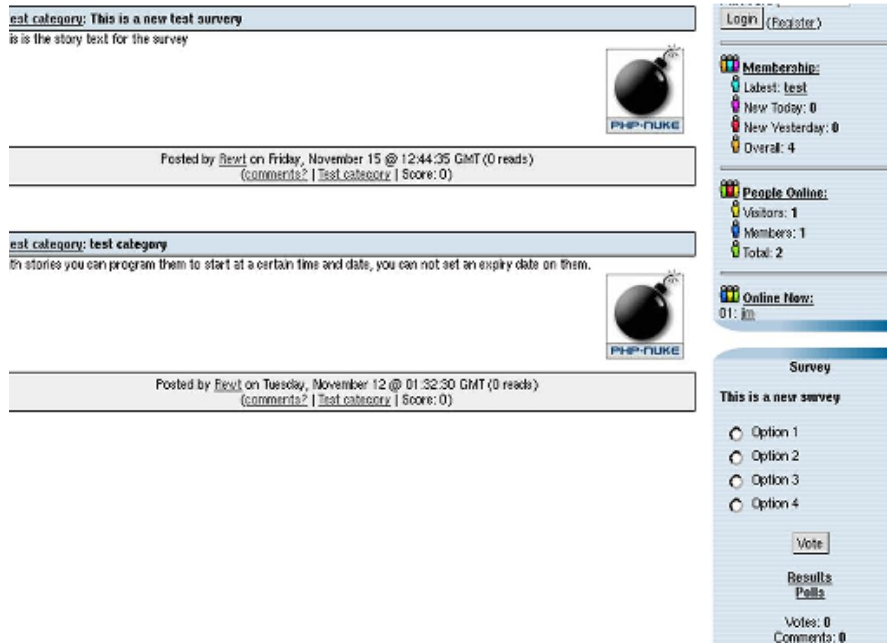 est category: This is a new test survery
is is the story text for the survey
PHP-NUKE
Posted by Rewt on Friday, November 15 @ 12:44:35 GMT (0 reads)
(comments? | Test category | Score: 0)
est category: test category
th stories you can program them to start at a certain time and date, you can not set an expiry date on them.
PHP-NUKE
Posted by Rewt on Tuesday, November 12 @ 01:32:30 GMT (0 reads)
(comments? | Test category | Score: 0)
Login (Register)
Membership:
Latest: test
New Today: 0
New Yesterday: 0
Overall: 4
People Online:
Visitors: 1
Members: 1
Total: 2
Online Now:
01: jm
Survey
This is a new survey
Option 1
Option 2
Option 3
Option 4
Vote
Results
Polls
Votes: 0
Comments: 0